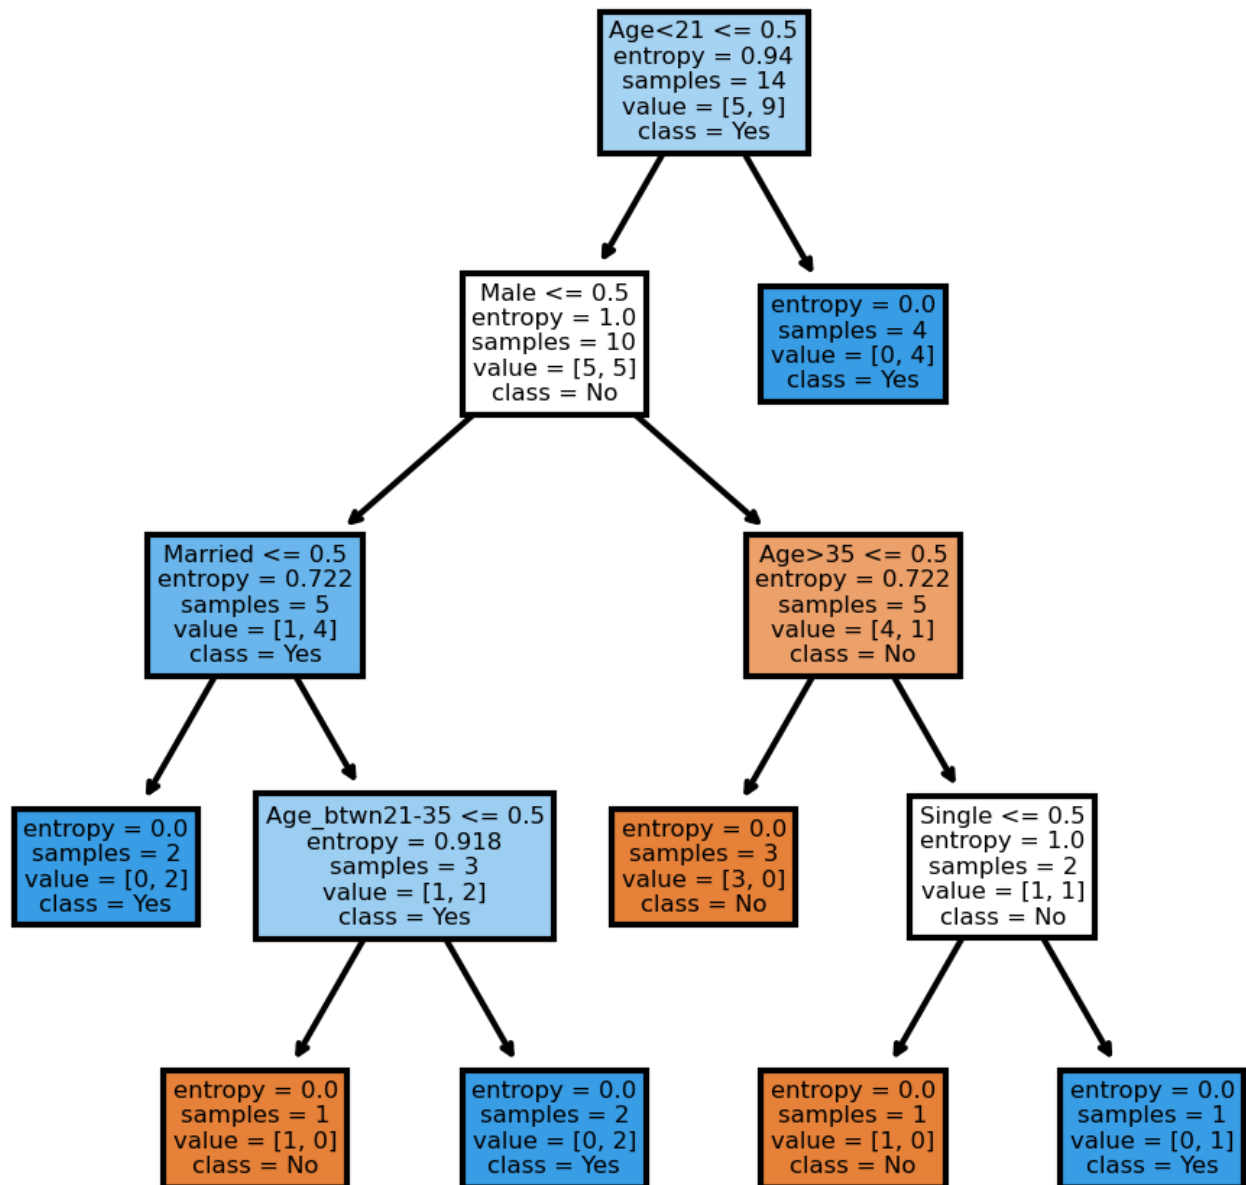 Age<21 <= 0.5
entropy = 0.94
samples = 14
value = [5, 9]
class = Yes
Male <= 0.5
entropy = 1.0
samples = 10
value = [5, 5]
class = No
entropy = 0.0
samples = 4
value = [0, 4]
class = Yes
Married <= 0.5
entropy = 0.722
samples = 5
value = [1, 4]
class = Yes
Age>35 <= 0.5
entropy = 0.722
samples = 5
value = [4, 1]
class = No
entropy = 0.0
samples = 2
value = [0, 2]
class = Yes
Age_btwn21-35 <= 0.5
entropy = 0.918
samples = 3
value = [1, 2]
class = Yes
entropy = 0.0
samples = 3
value = [3, 0]
class = No
Single <= 0.5
entropy = 1.0
samples = 2
value = [1, 1]
class = No
entropy = 0.0
samples = 1
value = [1, 0]
class = No
entropy = 0.0
samples = 2
value = [0, 2]
class = Yes
entropy = 0.0
samples = 1
value = [1, 0]
class = No
entropy = 0.0
samples = 1
value = [0, 1]
class = Yes